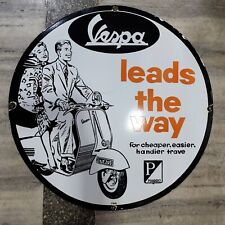 Vespa
leads
the
way
for cheaper, easier,
handier trave
P